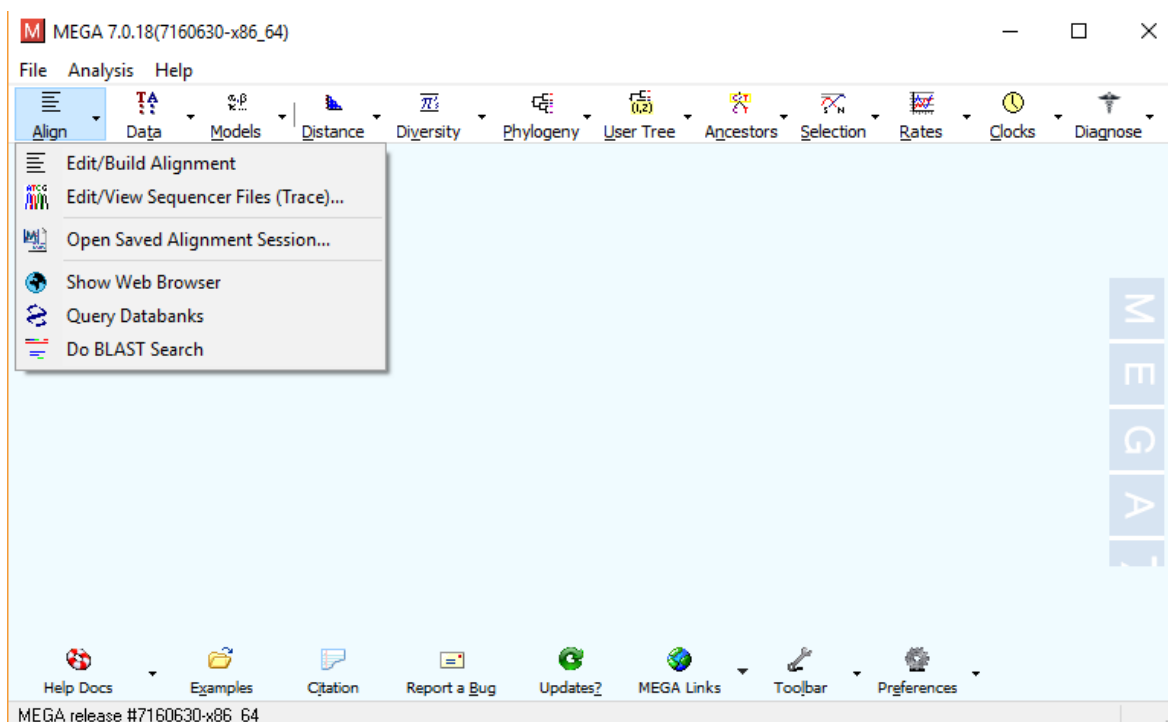 M MEGA 7.0.18(7160630-x86_64)
File Analysis Help
Align Data Models Distance Diversity Phylogeny User Tree Ancestors Selection Rates Clocks Diagnose
Edit/Build Alignment
Edit/View Sequencer Files (Trace)...
Open Saved Alignment Session...
Show Web Browser
Query Databanks
Do BLAST Search
M E G A
Help Docs Examples Citation Report a Bug Updates? MEGA Links Toolbar Preferences
MEGA release #7160630-x86_64